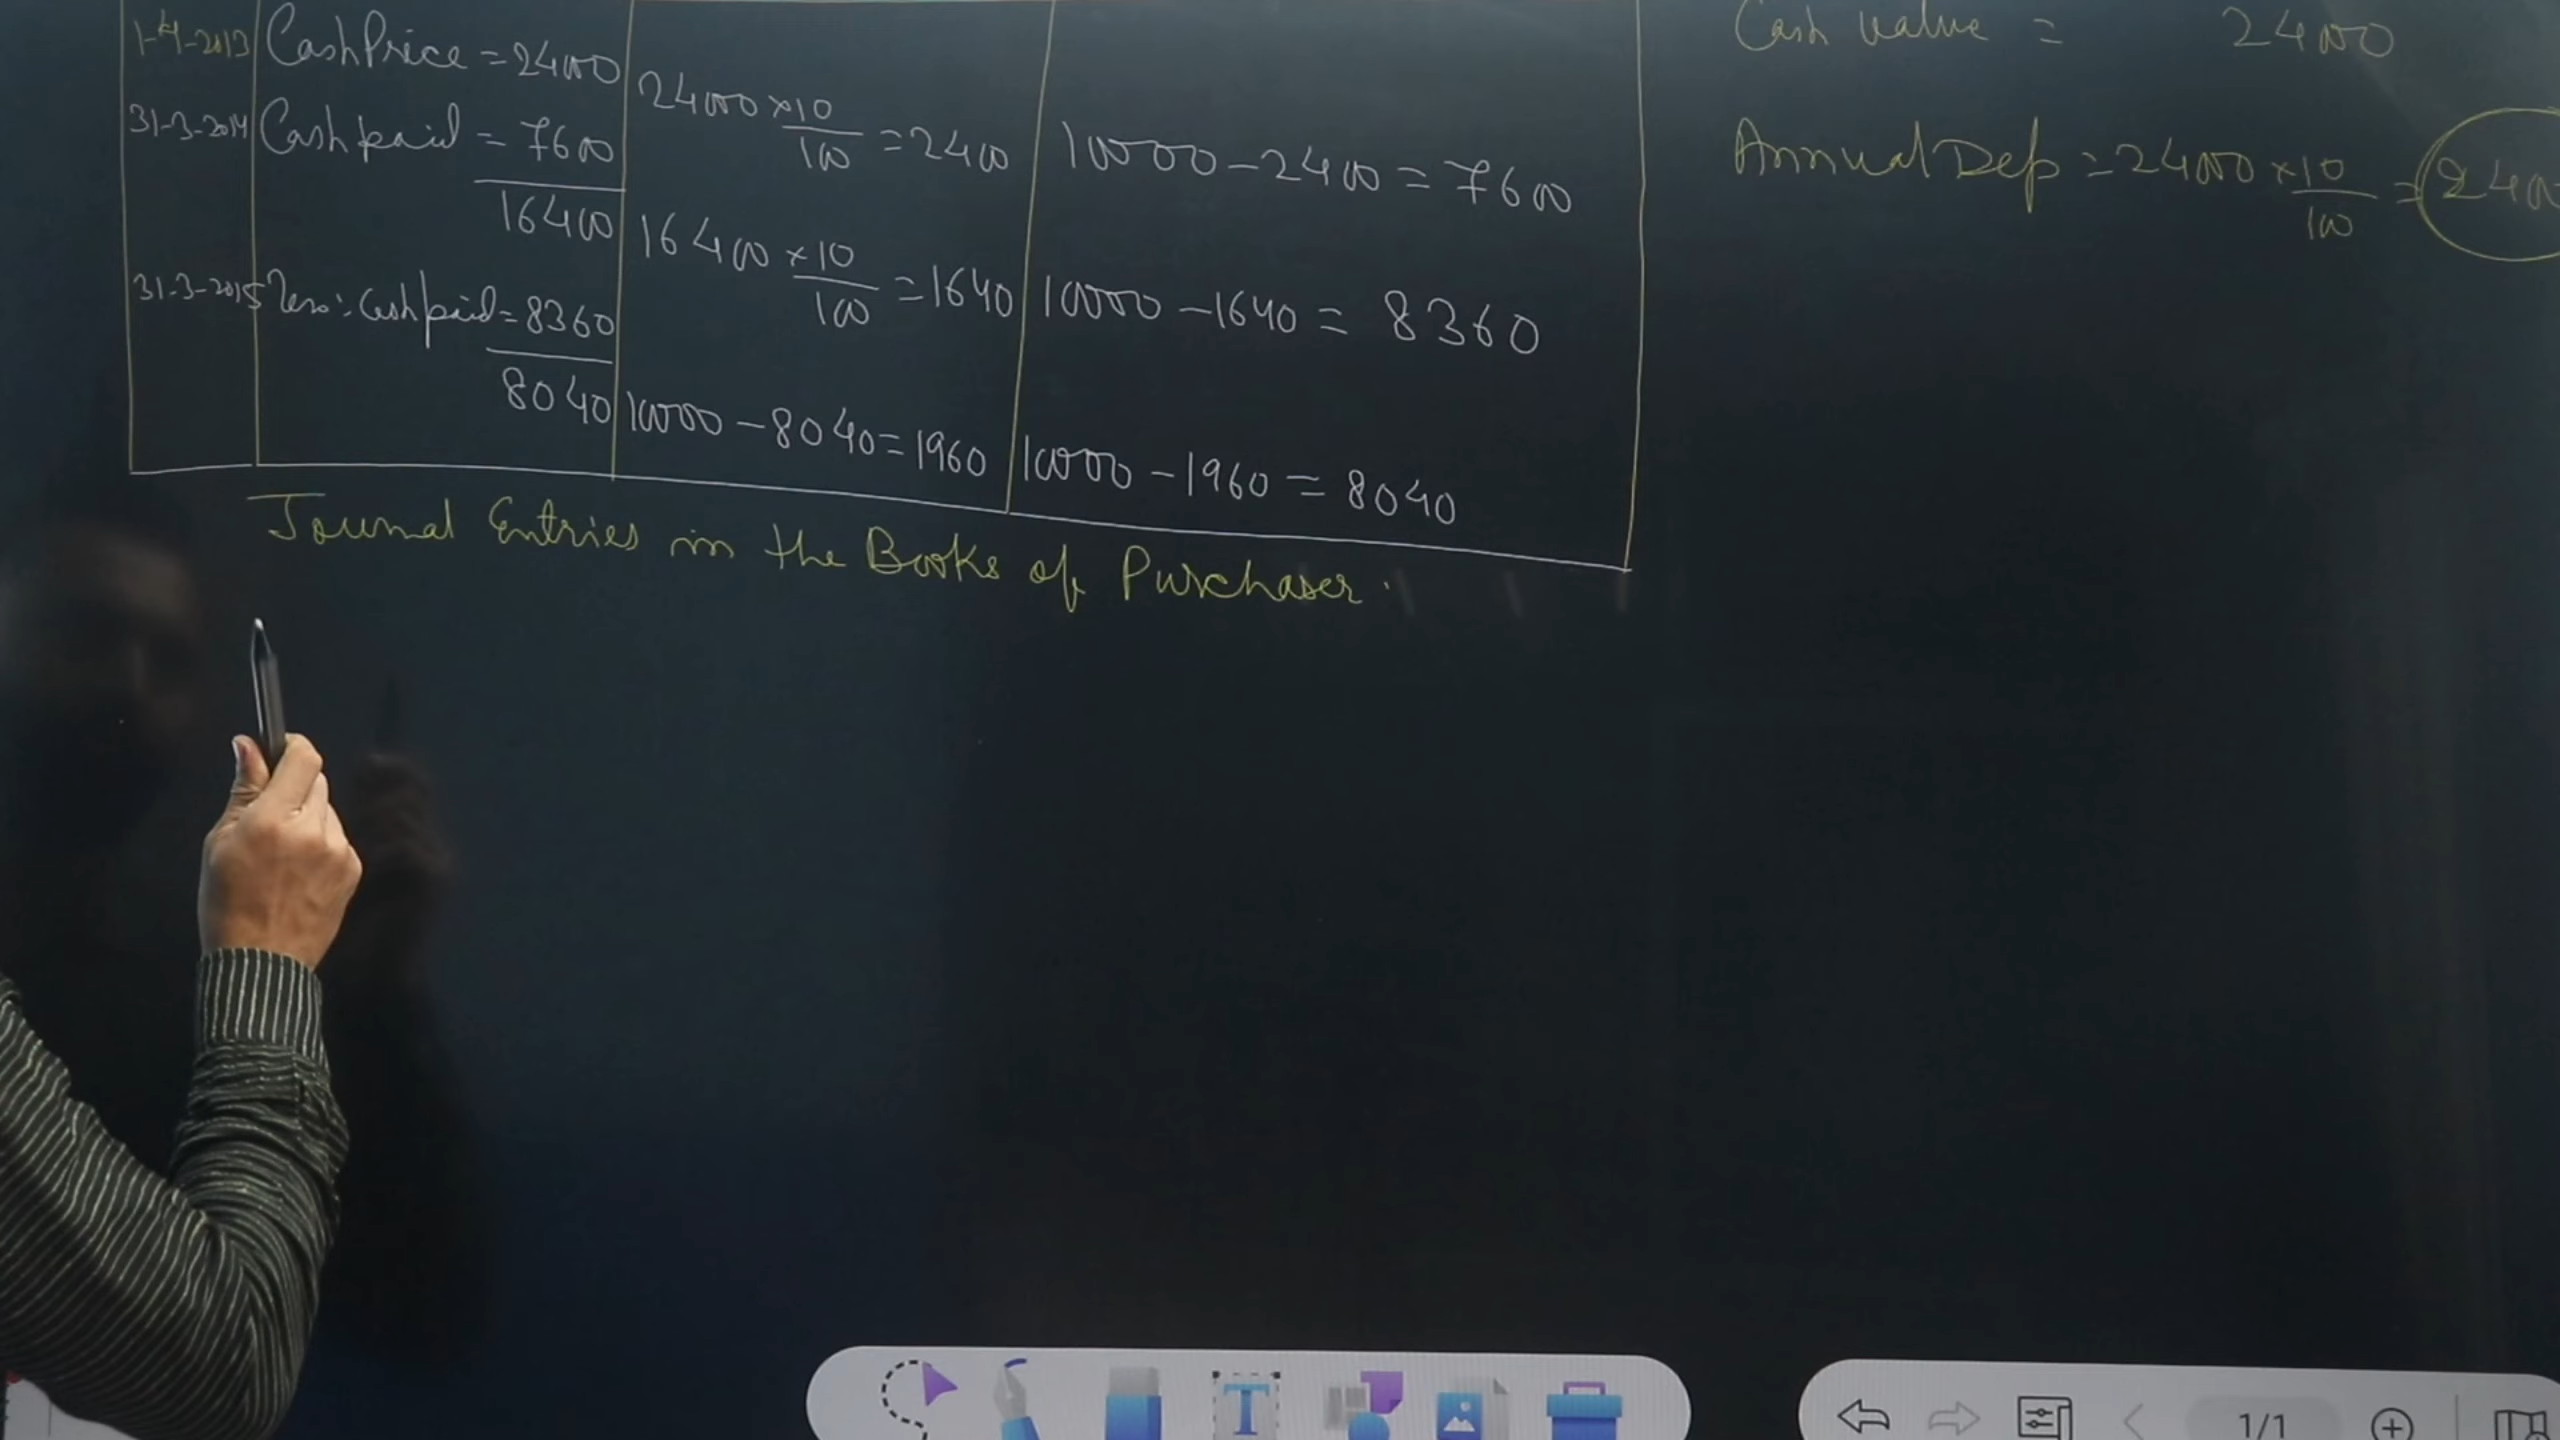 1-4-2013 Cash Price = 24000
31-3-2014 Cash paid = 7600
24000 × 10/100 = 2400
10000 - 2400 = 7600
16400
16400 × 10/100 = 1640
10000 - 1640 = 8360
31-3-2015 Less: Cash paid = 8360
8040
10000 - 8040 = 1960
10000 - 1960 = 8040
Journal Entries in the Books of Purchaser.
Cash value = 24000
Annual Dep = 24000 × 10/100 = 240
T
1/1